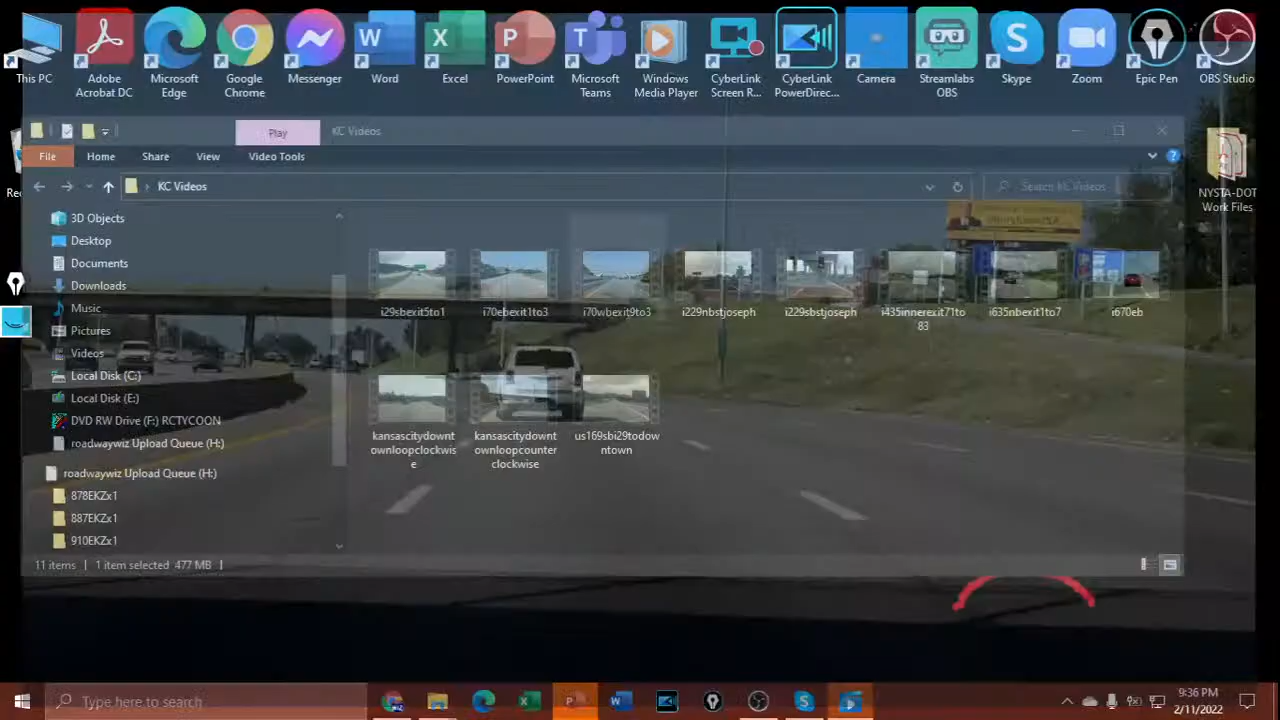 This PC
Adobe
Acrobat DC
Microsoft
Edge
Google
Chrome
Messenger
Word
Excel
PowerPoint
Microsoft
Teams
Windows
Media Player
CyberLink
Screen R...
CyberLink
PowerDirec...
Camera
Streamlabs
OBS
Skype
Zoom
Epic Pen
OBS Studio
Play
KC Videos
File
Home
Share
View
Video Tools
KC Videos
Search KC Videos
Rec
NYSTA-DOT
Work Files
3D Objects
Desktop
Documents
Downloads
Music
Pictures
Videos
Local Disk (C:)
Local Disk (E:)
DVD RW Drive (F:) RCTYCOON
roadwaywiz Upload Queue (H:)
roadwaywiz Upload Queue (H:)
878EKZx1
887EKZx1
910EKZx1
i29sbexit5to1
i70ebexit1to3
i70wbexit9to3
i229nbstjoseph
i229sbstjoseph
i435innerexit71to
83
i635nbexit1to7
i670eb
kansascitydownt
ownloopclockwis
e
kansascitydownt
ownloopcounter
clockwise
us169sbi29todow
ntown
11 items
1 item selected 477 MB
Type here to search
9:36 PM
2/11/2022